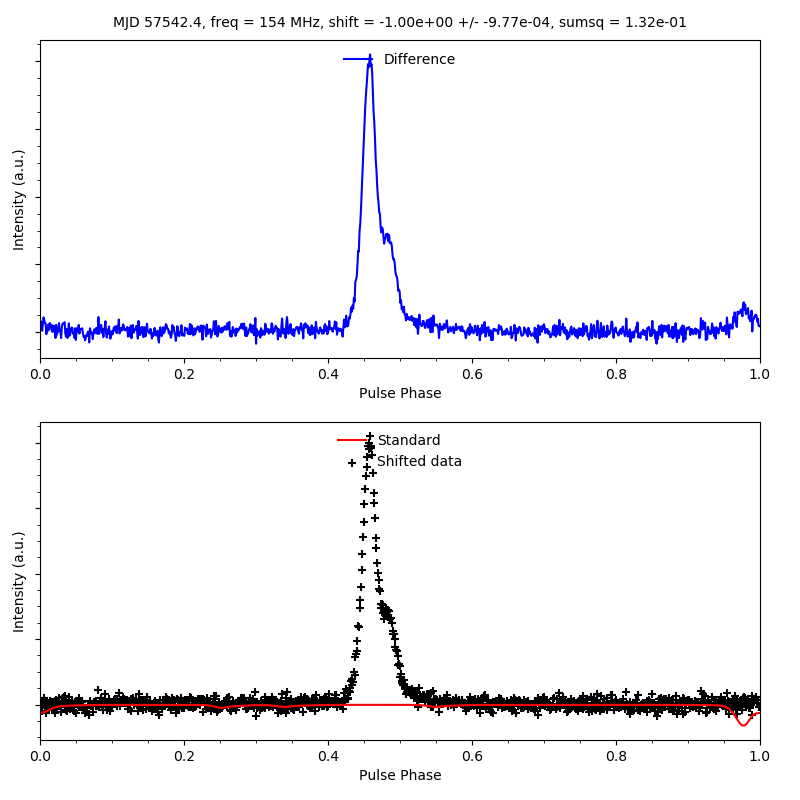 MJD 57542.4, freq = 154 MHz, shift = -1.00e+00 +/- -9.77e-04, sumsq = 1.32e-01
Difference
Intensity (a.u.)
0.0 0.2 0.4 0.6 0.8 1.0
Pulse Phase
Standard
Shifted data
Intensity (a.u.)
0.0 0.2 0.4 0.6 0.8 1.0
Pulse Phase